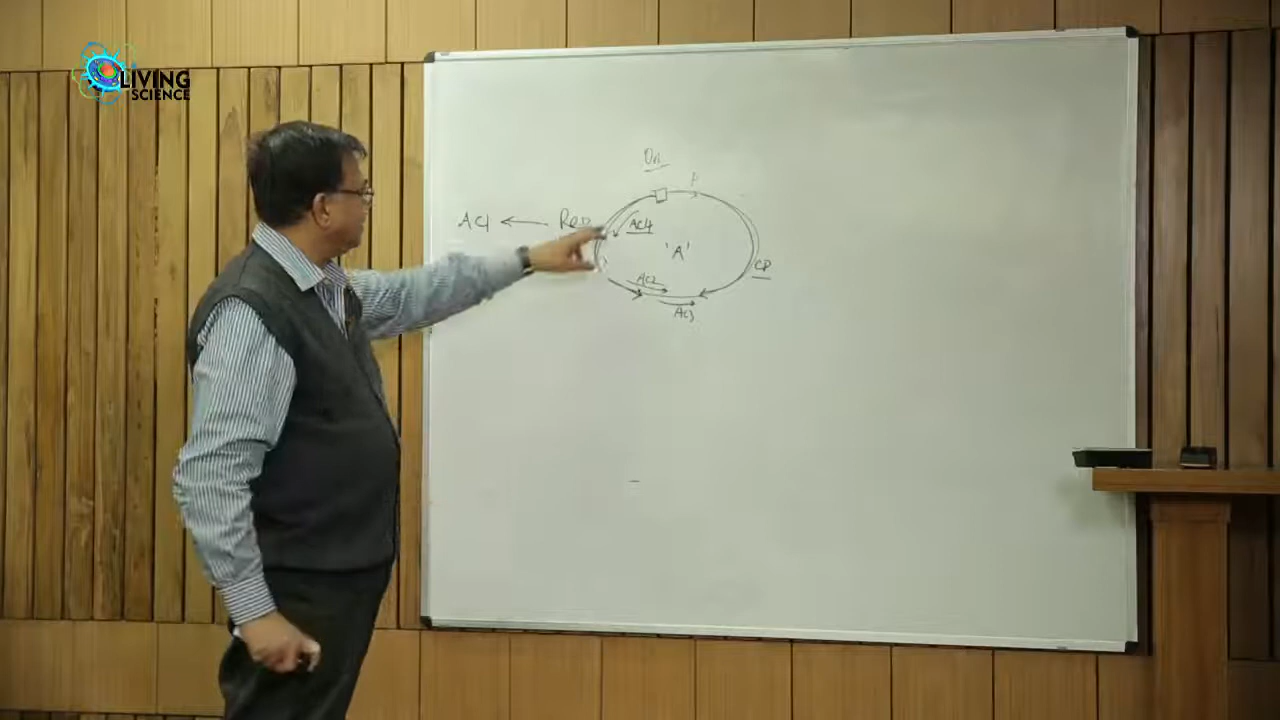 LIVING
SCIENCE
Ori
AC1
Rep
AC4
'A'
CP
AC2
AC3